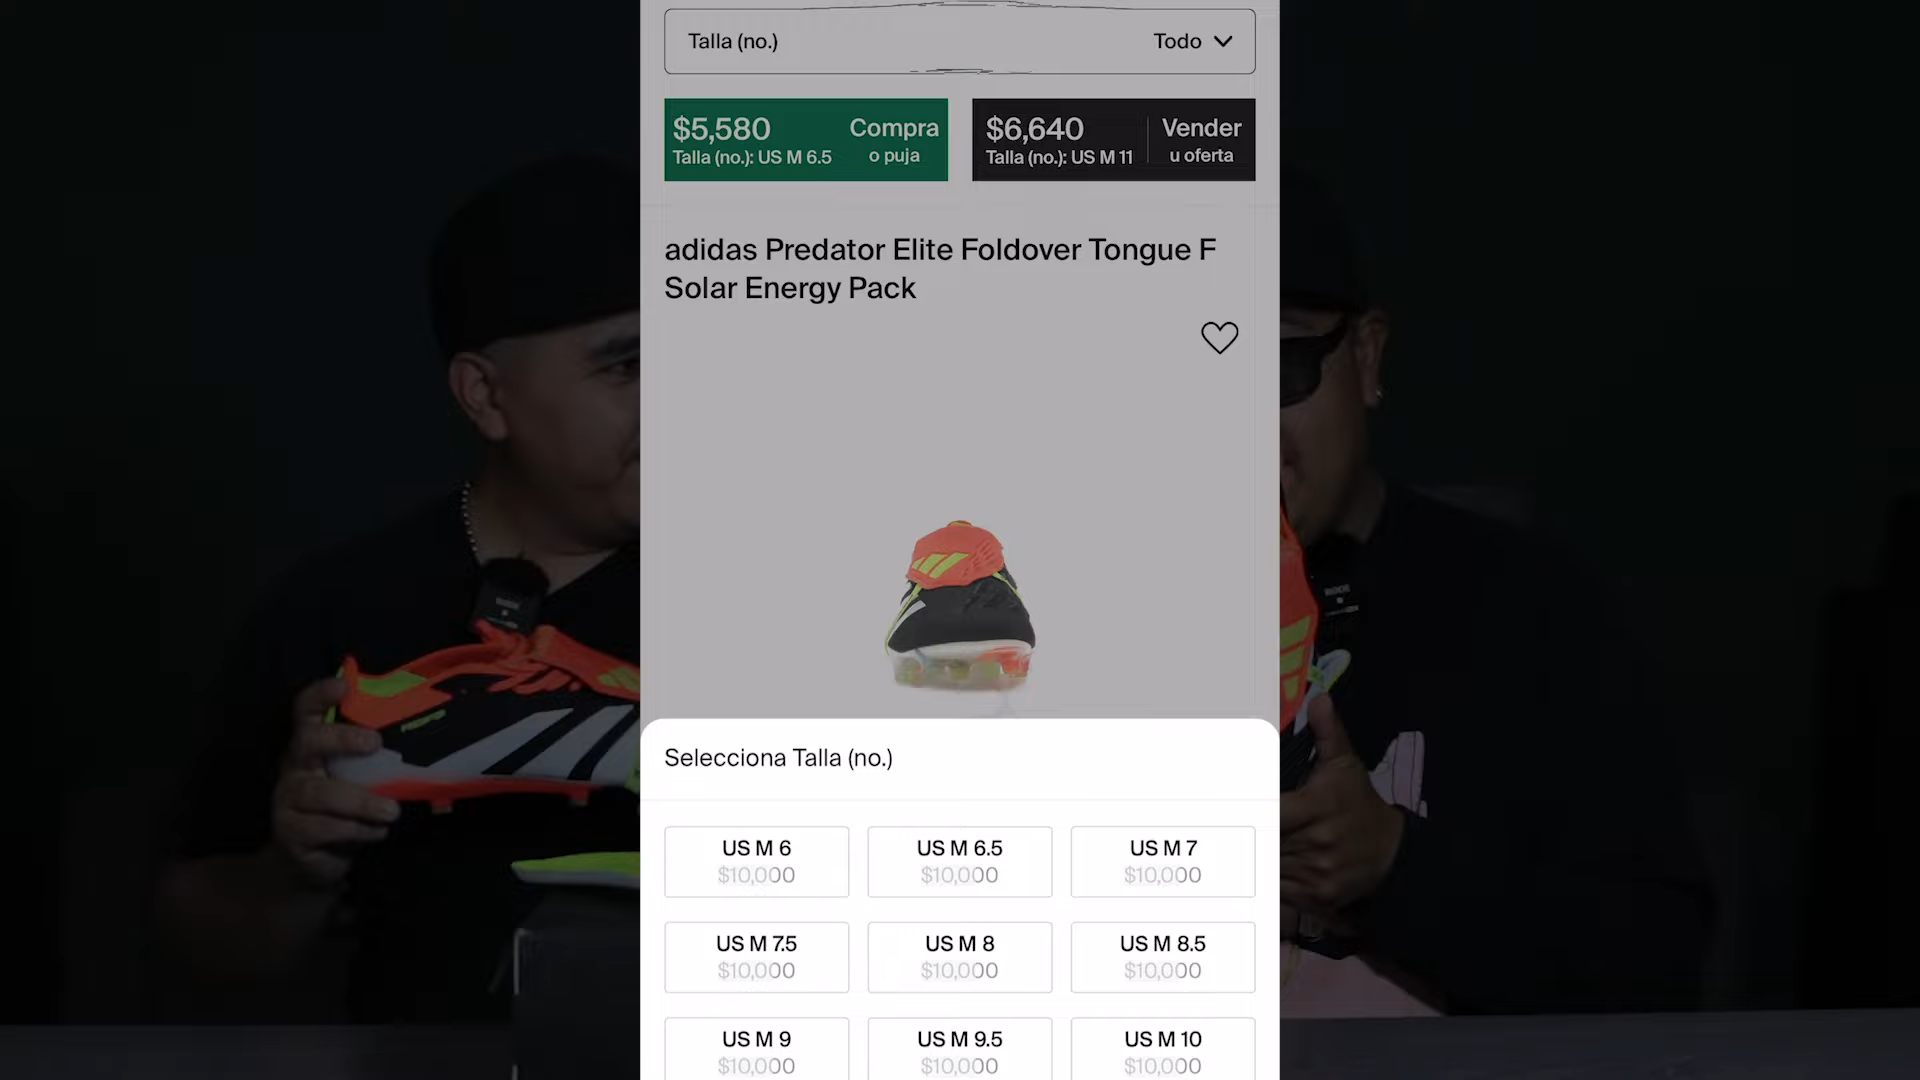 Talla (no.)
Todo
$5,580
Compra
Talla (no.): US M 6.5
o puja
$6,640
Vender
Talla (no.): US M 11
u oferta
adidas Predator Elite Foldover Tongue F
Solar Energy Pack
Selecciona Talla (no.)
US M 6
$10,000
US M 6.5
$10,000
US M 7
$10,000
US M 7.5
$10,000
US M 8
$10,000
US M 8.5
$10,000
US M 9
$10,000
US M 9.5
$10,000
US M 10
$10,000